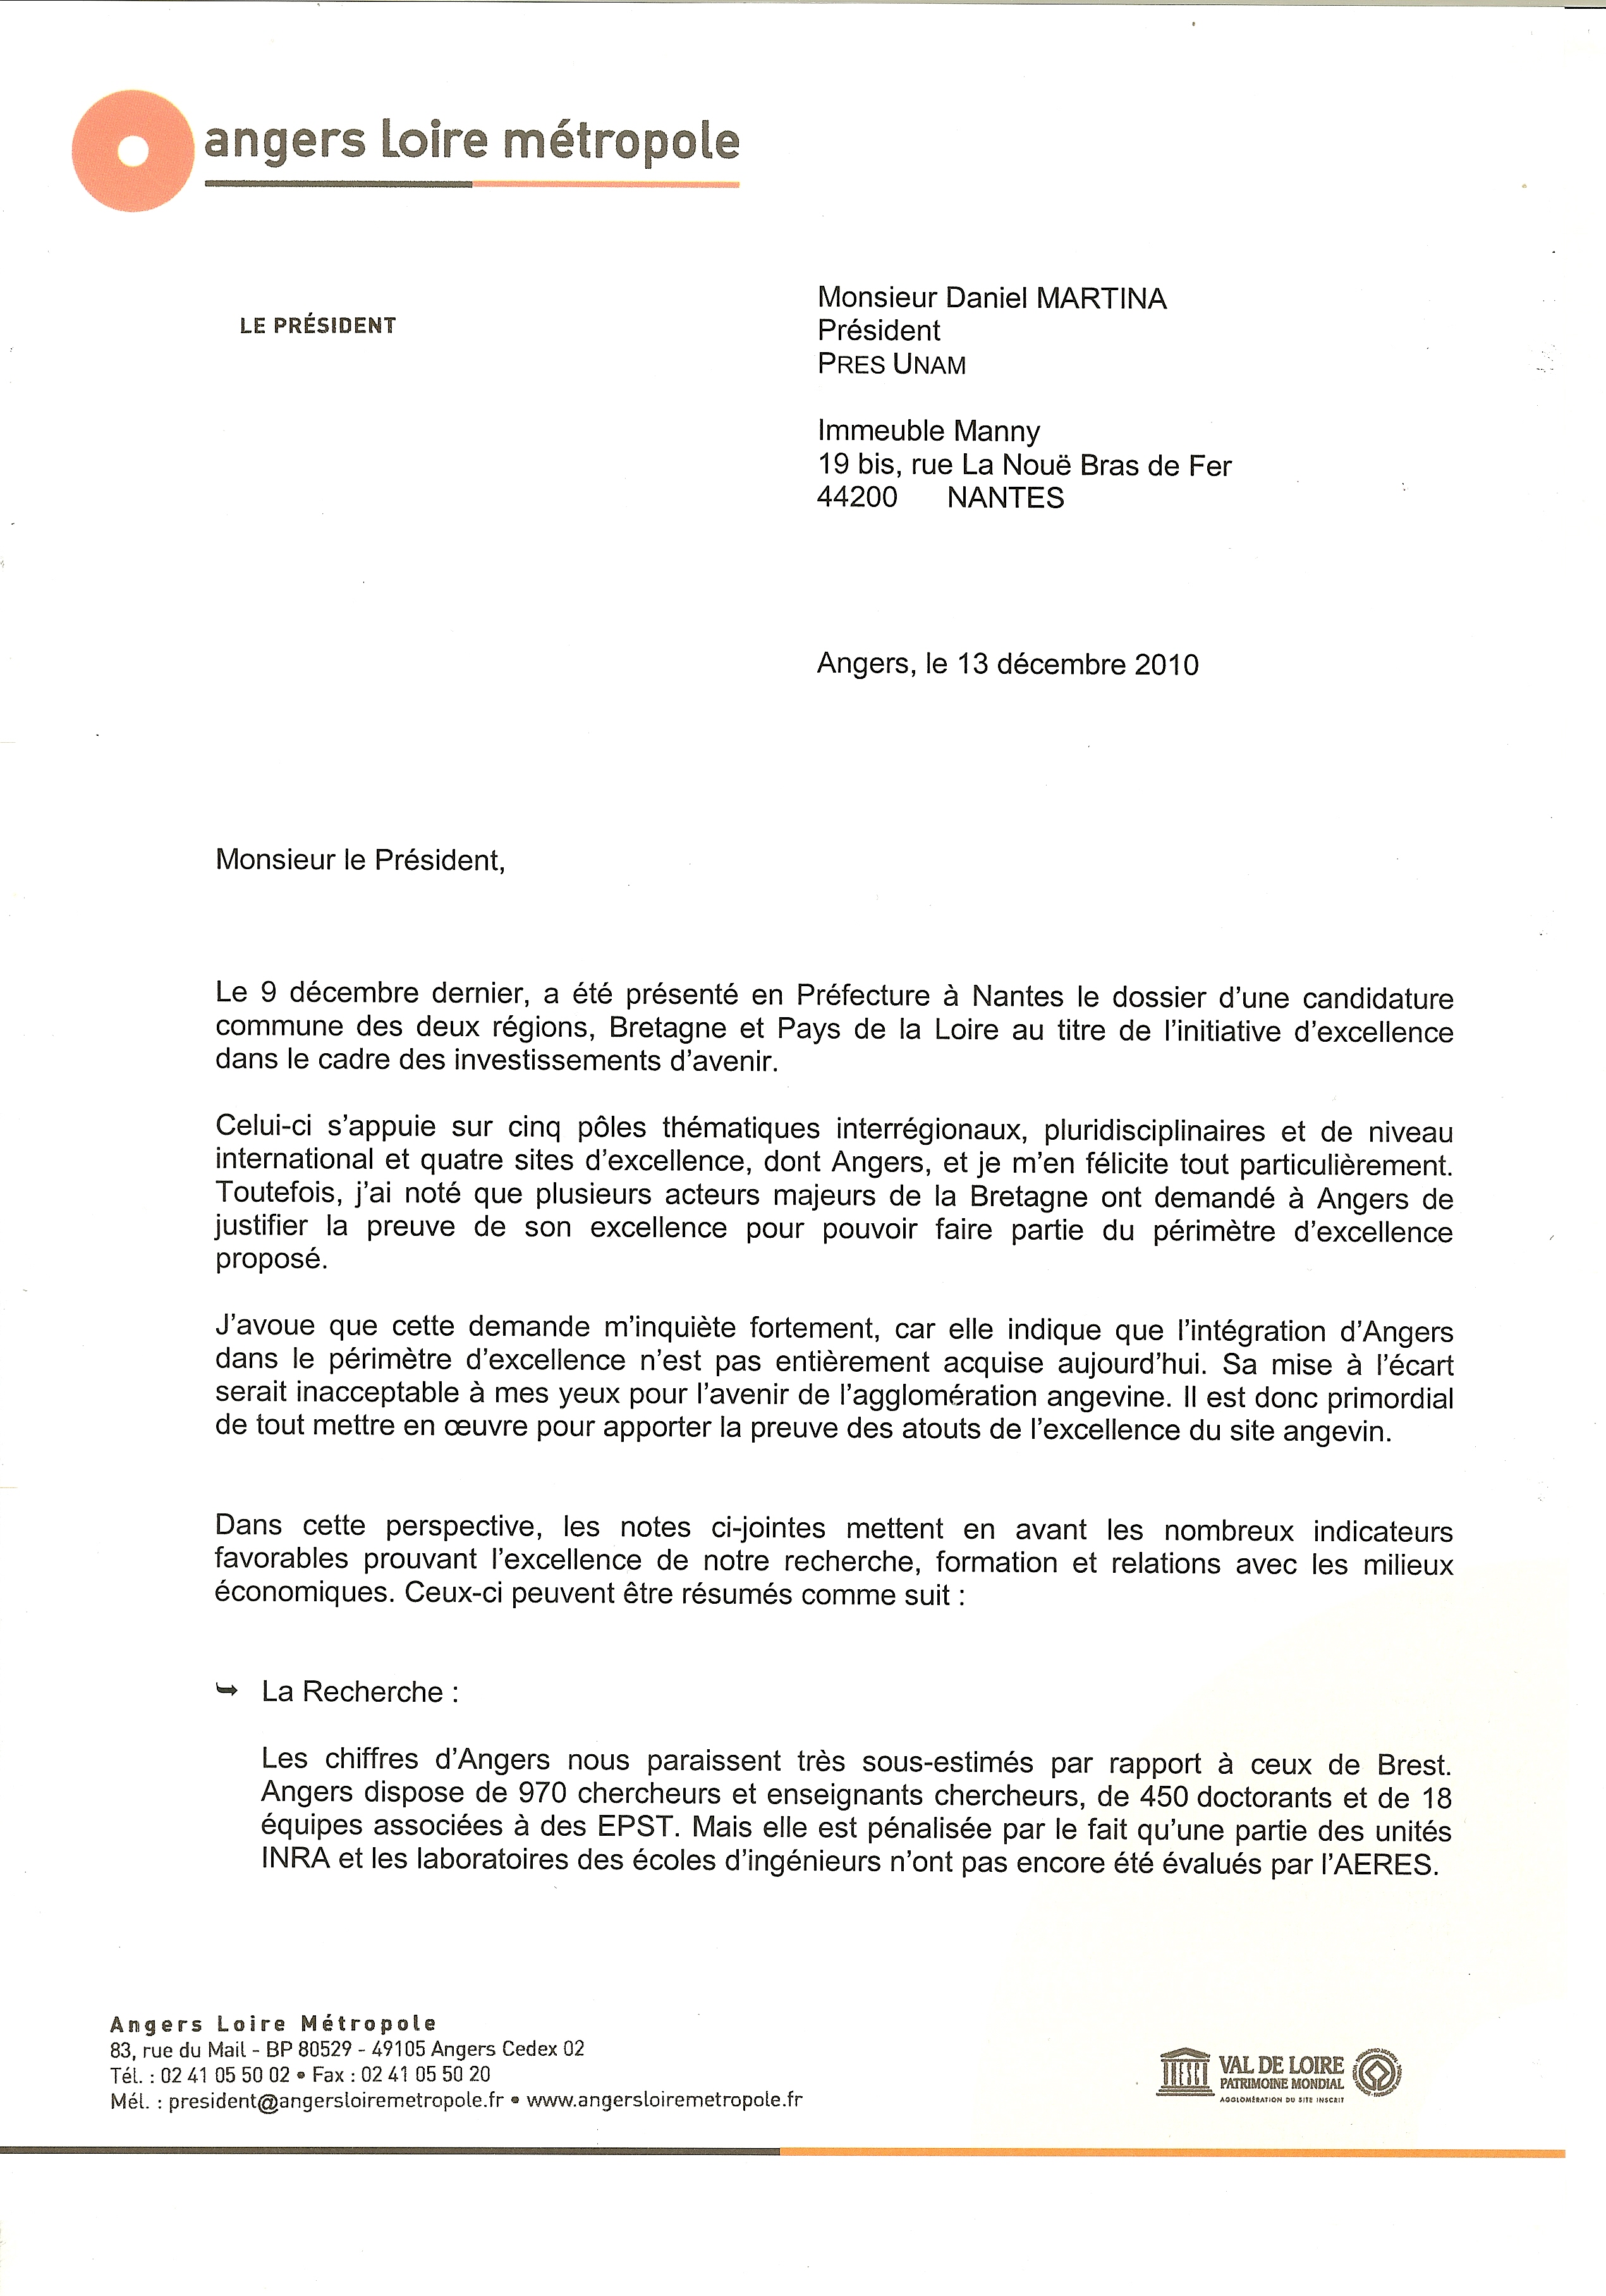 angers Loire métropole
LE PRÉSIDENT
Monsieur Daniel MARTINA
Président
PRES UNAM
Immeuble Manny
19 bis, rue La Nouë Bras de Fer
44200 NANTES
Angers, le 13 décembre 2010
Monsieur le Président,
Le 9 décembre dernier, a été présenté en Préfecture à Nantes le dossier d'une candidature
commune des deux régions, Bretagne et Pays de la Loire au titre de l'initiative d'excellence
dans le cadre des investissements d'avenir.
Celui-ci s'appuie sur cinq pôles thématiques interrégionaux, pluridisciplinaires et de niveau
international et quatre sites d'excellence, dont Angers, et je m'en félicite tout particulièrement.
Toutefois, j'ai noté que plusieurs acteurs majeurs de la Bretagne ont demandé à Angers de
justifier la preuve de son excellence pour pouvoir faire partie du périmètre d'excellence
proposé.
J'avoue que cette demande m'inquiète fortement, car elle indique que l'intégration d'Angers
dans le périmètre d'excellence n'est pas entièrement acquise aujourd'hui. Sa mise à l'écart
serait inacceptable à mes yeux pour l'avenir de l'agglomération angevine. Il est donc primordial
de tout mettre en œuvre pour apporter la preuve des atouts de l'excellence du site angevin.
Dans cette perspective, les notes ci-jointes mettent en avant les nombreux indicateurs
favorables prouvant l'excellence de notre recherche, formation et relations avec les milieux
économiques. Ceux-ci peuvent être résumés comme suit :
➥ La Recherche :
Les chiffres d'Angers nous paraissent très sous-estimés par rapport à ceux de Brest.
Angers dispose de 970 chercheurs et enseignants chercheurs, de 450 doctorants et de 18
équipes associées à des EPST. Mais elle est pénalisée par le fait qu'une partie des unités
INRA et les laboratoires des écoles d'ingénieurs n'ont pas encore été évalués par l'AERES.
Angers Loire Métropole
83, rue du Mail - BP 80529 - 49105 Angers Cedex 02
Tél. : 02 41 05 50 02 • Fax : 02 41 05 50 20
Mél. : president@angersloiremetropole.fr • www.angersloiremetropole.fr
VAL DE LOIRE
PATRIMOINE MONDIAL
AGGLOMÉRATION DU SITE INSCRIT